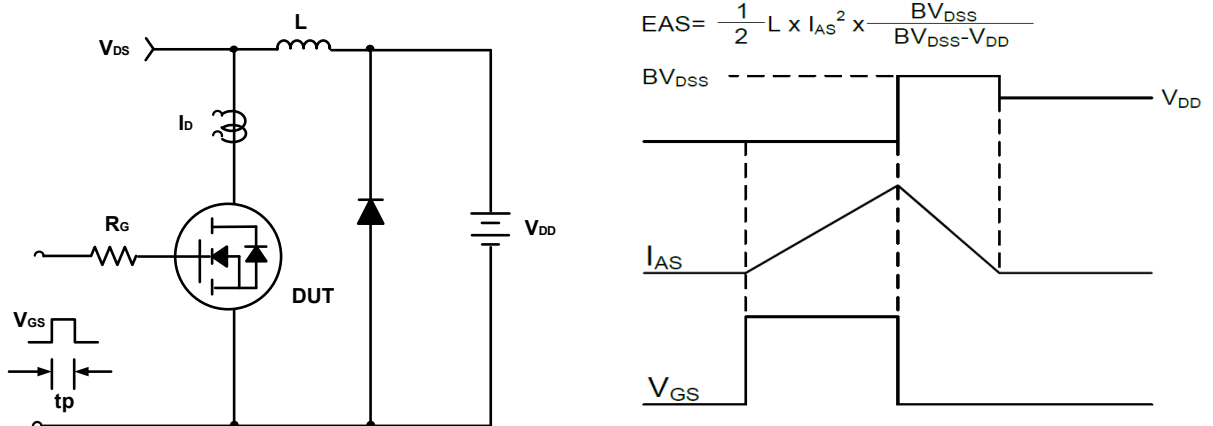 L
VDS
ID
RG
VDD
DUT
VGS
tp
EAS= 1/2 L x IAS² x BVDSS/BVDSS-VDD
BVDSS
VDD
IAS
VGS